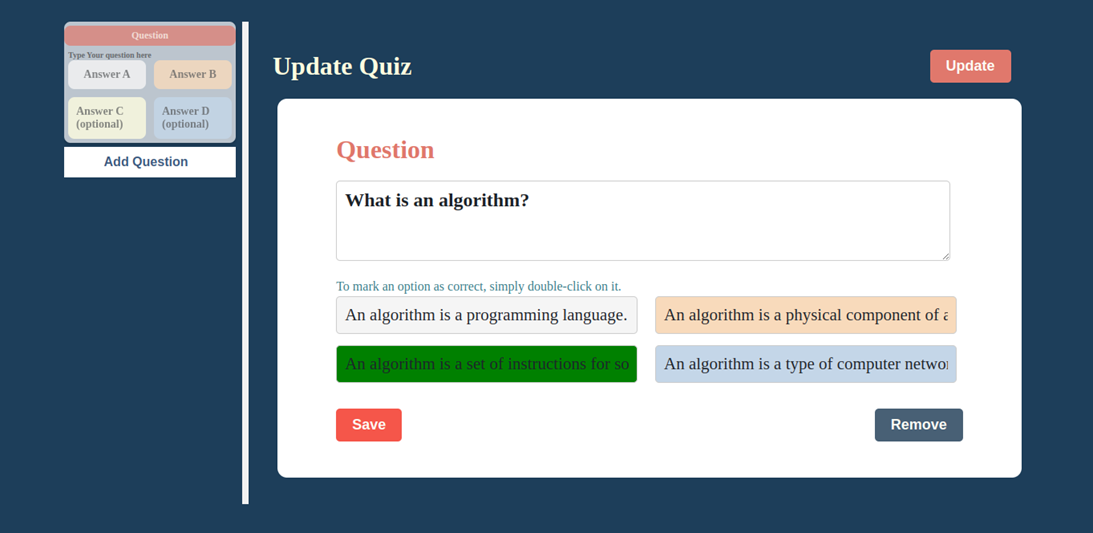 Question
Type Your question here
Answer A
Answer B
Answer C
(optional)
Answer D
(optional)
Add Question
Update Quiz
Update
Question
What is an algorithm?
To mark an option as correct, simply double-click on it.
An algorithm is a programming language.
An algorithm is a physical component of a
An algorithm is a set of instructions for so
An algorithm is a type of computer networ
Save
Remove